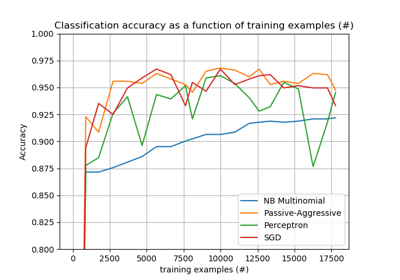 Classification accuracy as a function of training examples (#)
1.000
0.975
0.950
0.925
0.900
0.875
0.850
0.825
0.800
Accuracy
NB Multinomial
Passive-Aggressive
Perceptron
SGD
0 2500 5000 7500 10000 12500 15000 17500
training examples (#)